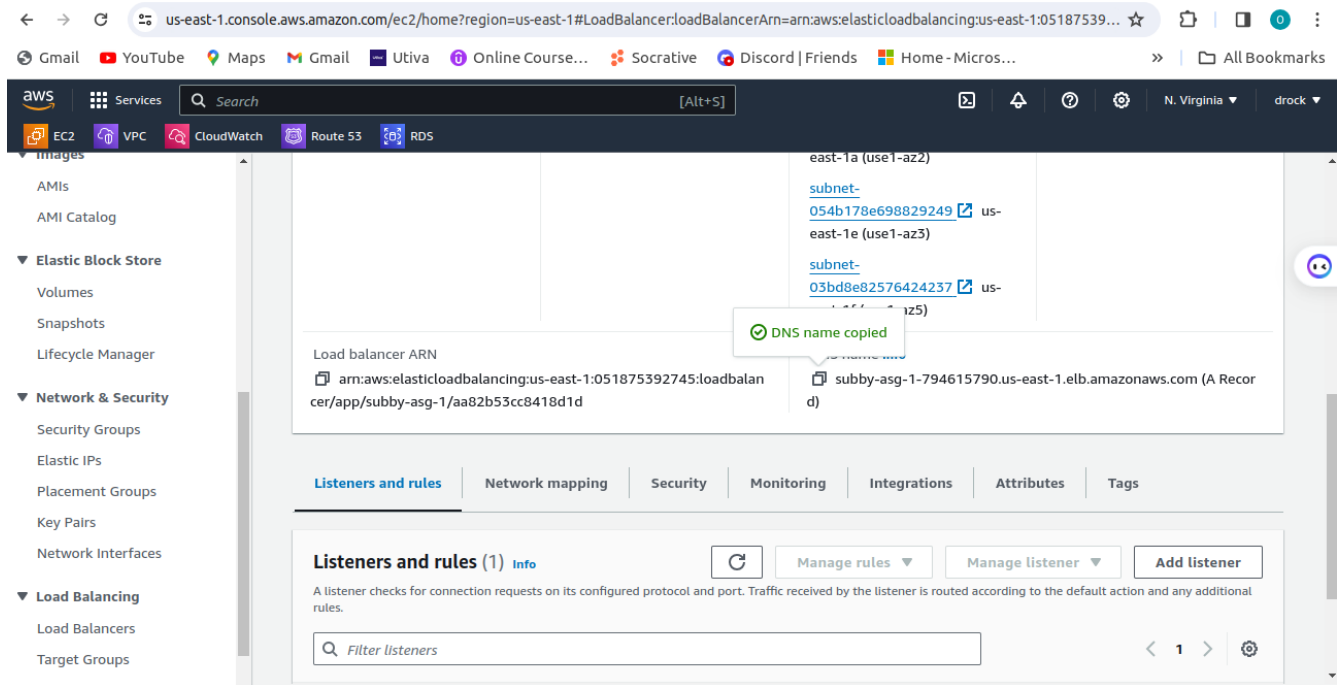 us-east-1.console.aws.amazon.com/ec2/home?region=us-east-1#LoadBalancer:loadBalancerArn=arn:aws:elasticloadbalancing:us-east-1:05187539...
Gmail YouTube Maps Gmail Utiva Online Course... Socrative Discord | Friends Home - Micros... » All Bookmarks
aws Services Search [Alt+S] N. Virginia ▼ drock ▼
EC2 VPC CloudWatch Route 53 RDS
Images
AMIs
AMI Catalog
Elastic Block Store
Volumes
Snapshots
Lifecycle Manager
Network & Security
Security Groups
Elastic IPs
Placement Groups
Key Pairs
Network Interfaces
Load Balancing
Load Balancers
Target Groups
east-1a (use1-az2)
subnet-
054b178e698829249 us-
east-1e (use1-az3)
subnet-
03bd8e82576424237 us-
az5)
DNS name copied
Load balancer ARN
arn:aws:elasticloadbalancing:us-east-1:051875392745:loadbalan
cer/app/subby-asg-1/aa82b53cc8418d1d
subby-asg-1-794615790.us-east-1.elb.amazonaws.com (A Recor
d)
Listeners and rules Network mapping Security Monitoring Integrations Attributes Tags
Listeners and rules (1) Info
Manage rules ▼ Manage listener ▼ Add listener
A listener checks for connection requests on its configured protocol and port. Traffic received by the listener is routed according to the default action and any additional
rules.
Filter listeners
1